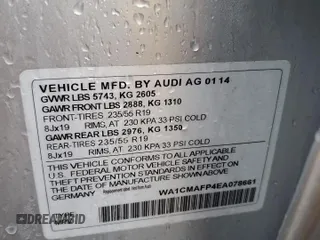 VEHICLE MFD. BY AUDI AG 01 14
GVWR LBS 5743, KG 2605
GAWR FRONT LBS 2888, KG 1310
FRONT-TIRES 235/55 R19
8Jx19 RIMS, AT 230 KPA 33 PSI COLD
GAWR REAR LBS 2976, KG 1350
REAR-TIRES 235/55 R19
8Jx19 RIMS, AT 230 KPA 33 PSI COLD
THIS VEHICLE CONFORMS TO ALL APPLICABLE
U.S. FEDERAL MOTOR VEHICLE SAFETY AND
THEFT PREVENTION STANDARDS IN EFFECT ON
THE DATE OF MANUFACTURE SHOWN ABOVE
GERMANY WA1CMAFP4EA078661